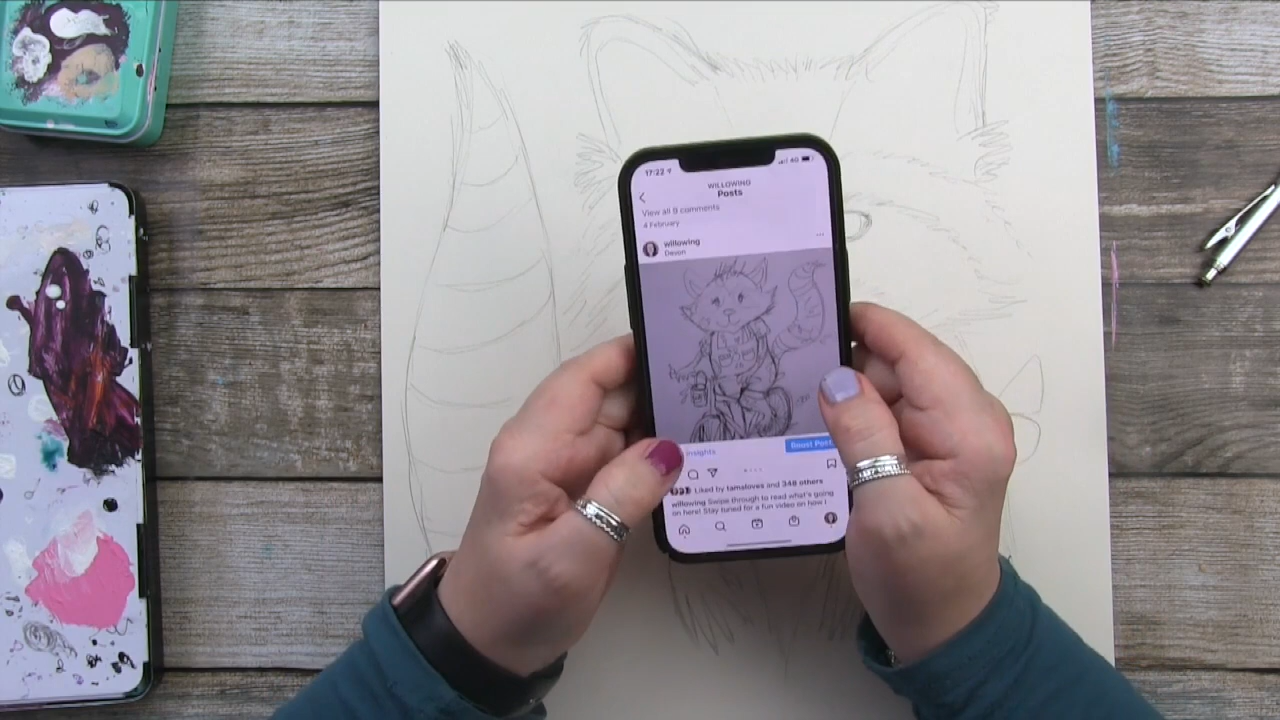 17:22
4G
WILLOWING
Posts
View all 9 comments
4 February
willowing
Devon
insights
Boost Post
Liked by tamaloves and 348 others
willowing Swipe through to read what's going
on here! Stay tuned for a fun video on how I